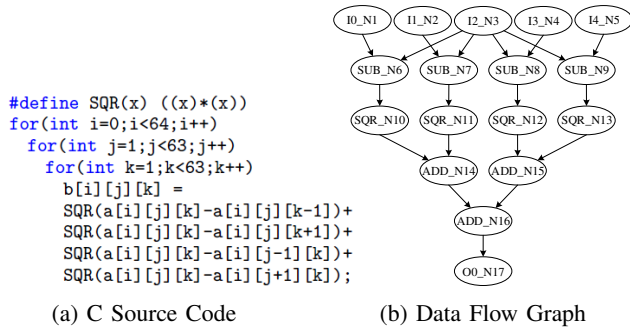 I0_N1 I1_N2 I2_N3 I3_N4 I4_N5
SUB_N6 SUB_N7 SUB_N8 SUB_N9
SQR_N10 SQR_N11 SQR_N12 SQR_N13
ADD_N14 ADD_N15
ADD_N16
O0_N17
#define SQR(x) ((x)*(x))
for(int i=0;i<64;i++)
for(int j=1;j<63;j++)
for(int k=1;k<63;k++)
b[i][j][k] =
SQR(a[i][j][k]-a[i][j][k-1])+
SQR(a[i][j][k]-a[i][j][k+1])+
SQR(a[i][j][k]-a[i][j-1][k])+
SQR(a[i][j][k]-a[i][j+1][k]);
(a) C Source Code
(b) Data Flow Graph